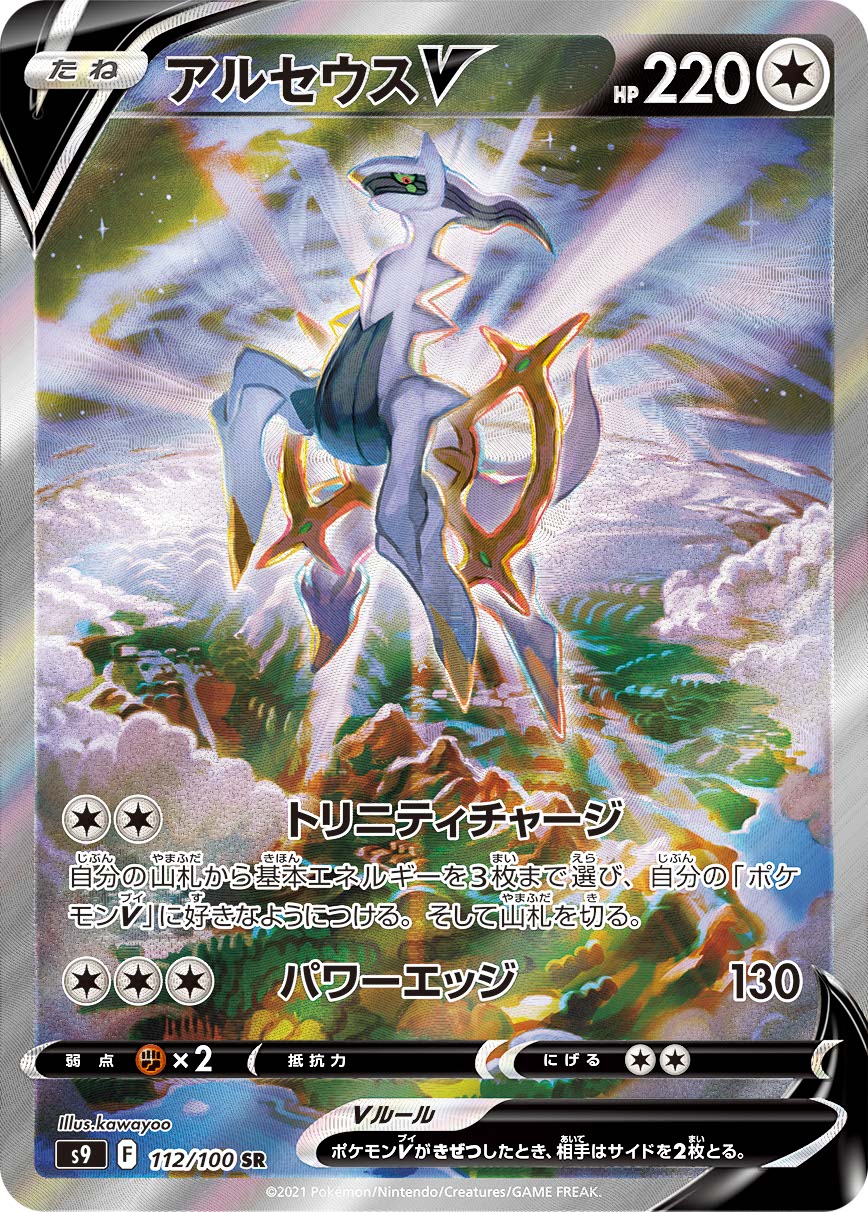 たね
アルセウスV
HP 220
トリニティチャージ
自分の山札から基本エネルギーを3枚まで選び、自分の「ポケ
モンV」に好きなようにつける。そして山札を切る。
パワーエッジ 130
弱点 ×2 抵抗力 にげる
Illus.kawayoo
Vルール
ポケモンVがきぜつしたとき、相手はサイドを2枚とる。
s9 F 112/100 SR
©2021 Pokémon/Nintendo/Creatures/GAME FREAK.